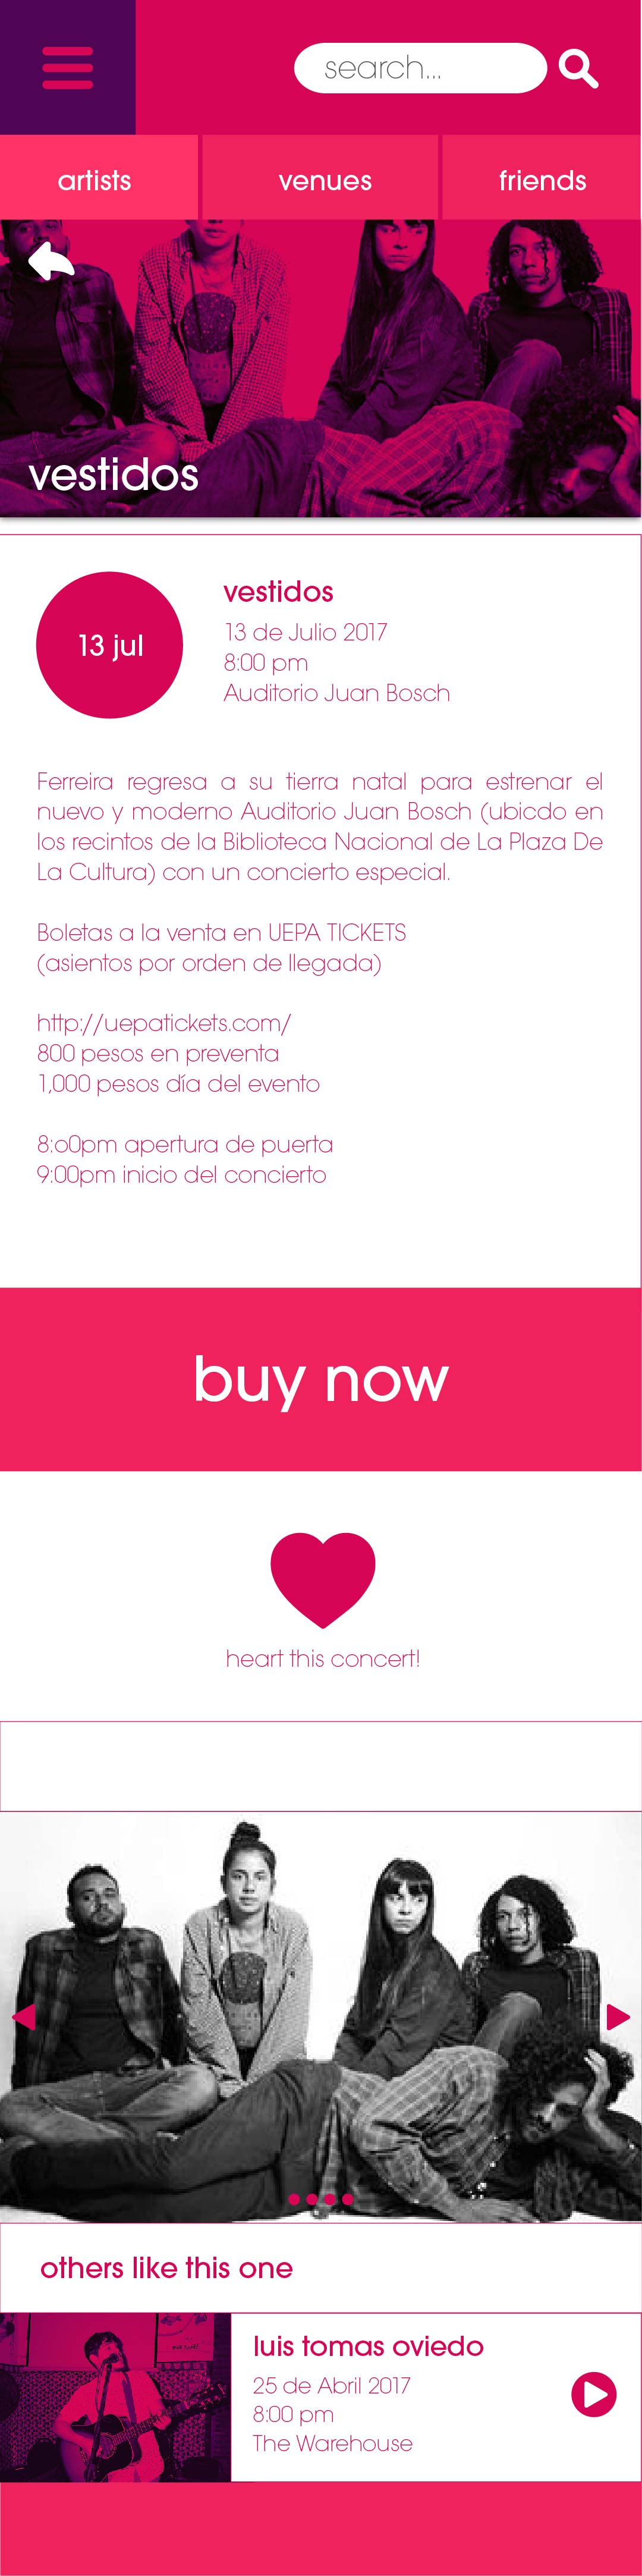 search...
artists
venues
friends
vestidos
13 jul
vestidos
13 de Julio 2017
8:00 pm
Auditorio Juan Bosch
Ferreira regresa a su tierra natal para estrenar el
nuevo y moderno Auditorio Juan Bosch (ubicdo en
los recintos de la Biblioteca Nacional de La Plaza De
La Cultura) con un concierto especial.
Boletas a la venta en UEPA TICKETS
(asientos por orden de llegada)
http://uepatickets.com/
800 pesos en preventa
1,000 pesos día del evento
8:o0pm apertura de puerta
9:00pm inicio del concierto
buy now
heart this concert!
others like this one
luis tomas oviedo
25 de Abril 2017
8:00 pm
The Warehouse